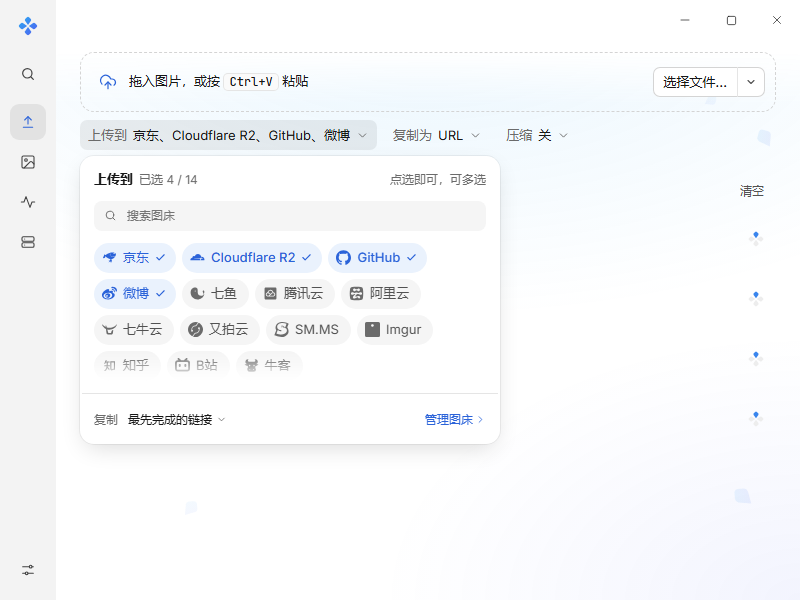 拖入图片，或按 Ctrl+V 粘贴
选择文件...
上传到 京东、Cloudflare R2、GitHub、微博
复制为 URL
压缩 关
上传到 已选 4 / 14
点选即可，可多选
清空
搜索图床
京东
Cloudflare R2
GitHub
微博
七鱼
腾讯云
阿里云
七牛云
又拍云
SM.MS
Imgur
知 知乎
B站
牛客
复制 最先完成的链接
管理图床